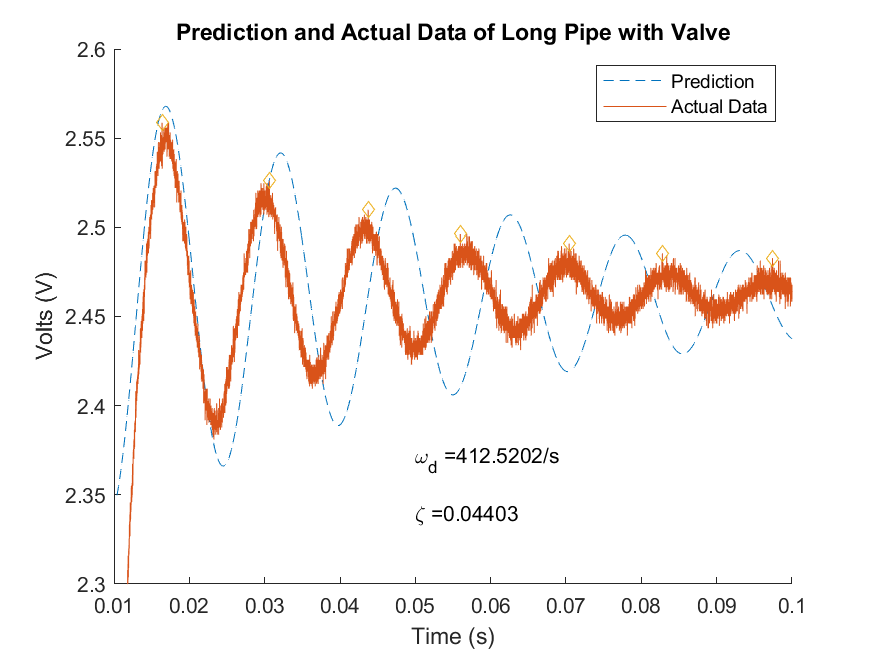 Prediction and Actual Data of Long Pipe with Valve
2.6
2.55
2.5
2.45
2.4
2.35
2.3
Volts (V)
Prediction
Actual Data
ω_d =412.5202/s
ζ =0.04403
0.01 0.02 0.03 0.04 0.05 0.06 0.07 0.08 0.09 0.1
Time (s)